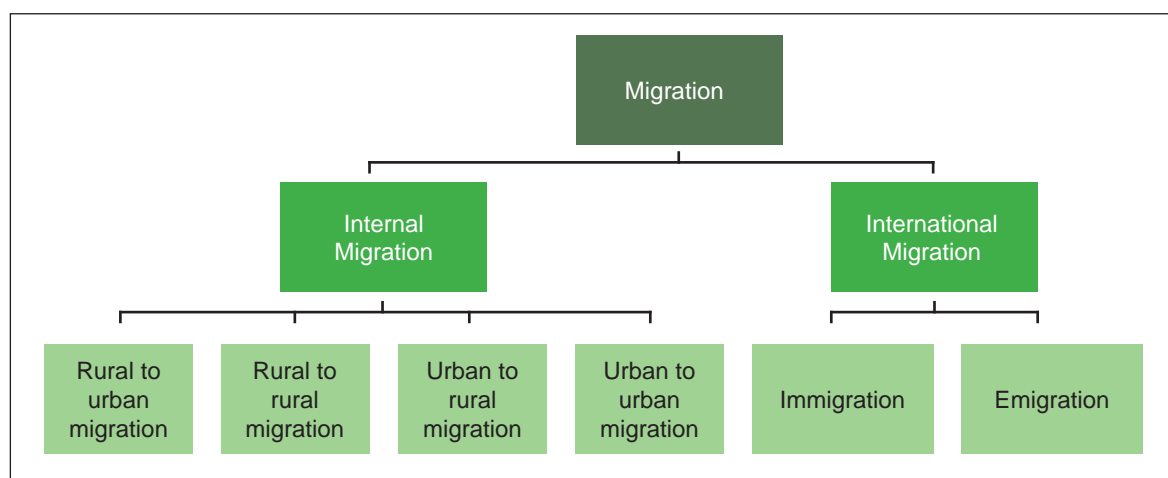 Migration
Internal
Migration
International
Migration
Rural to
urban
migration
Rural to
rural
migration
Urban to
rural
migration
Urban to
urban
migration
Immigration
Emigration